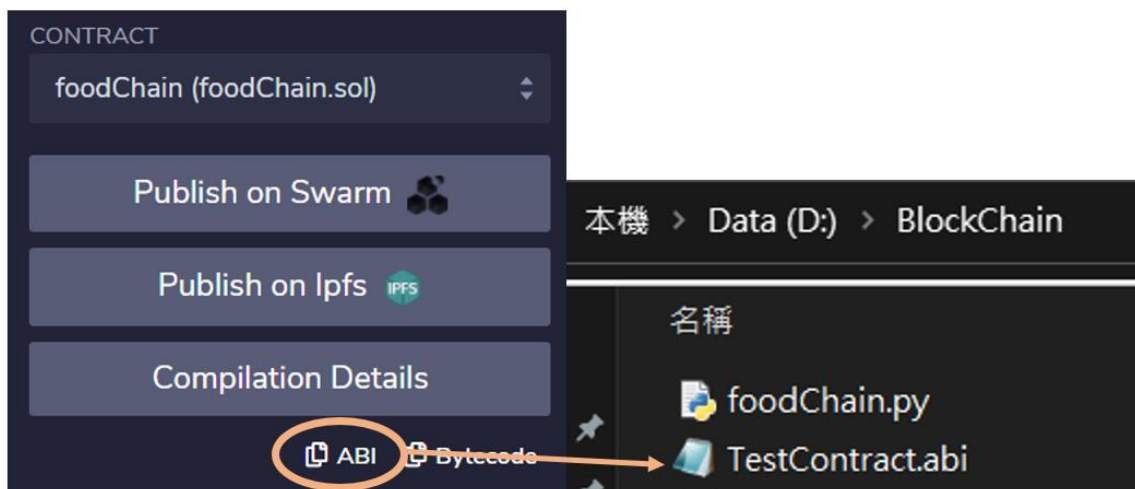 CONTRACT
foodChain (foodChain.sol)
Publish on Swarm
Publish on Ipfs IPFS
Compilation Details
ABI Bytecode
本機 > Data (D:) > BlockChain
名稱
foodChain.py
TestContract.abi